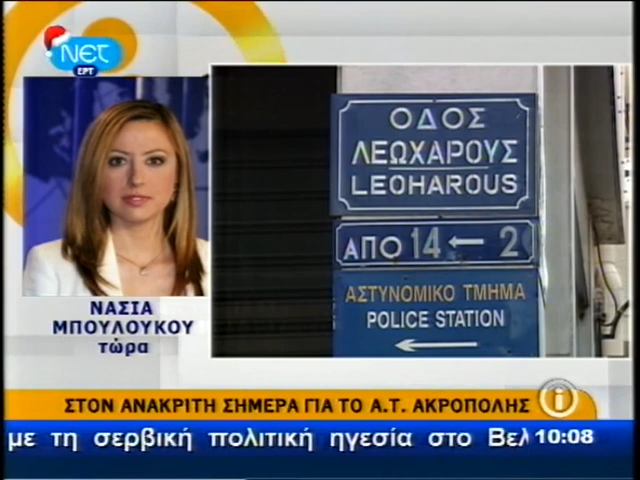 NET
ΕΡΤ
ΟΔΟΣ
ΛΕΩΧΑΡΟΥΣ
LEOHAROUS
ΑΠΟ 14 ← 2
ΑΣΤΥΝΟΜΙΚΟ ΤΜΗΜΑ
POLICE STATION
←
ΝΑΣΙΑ
ΜΠΟΥΛΟΥΚΟΥ
τώρα
ΣΤΟΝ ΑΝΑΚΡΙΤΗ ΣΗΜΕΡΑ ΓΙΑ ΤΟ Α.Τ. ΑΚΡΟΠΟΛΗΣ
με τη σερβική πολιτική ηγεσία στο Βελ 10:08